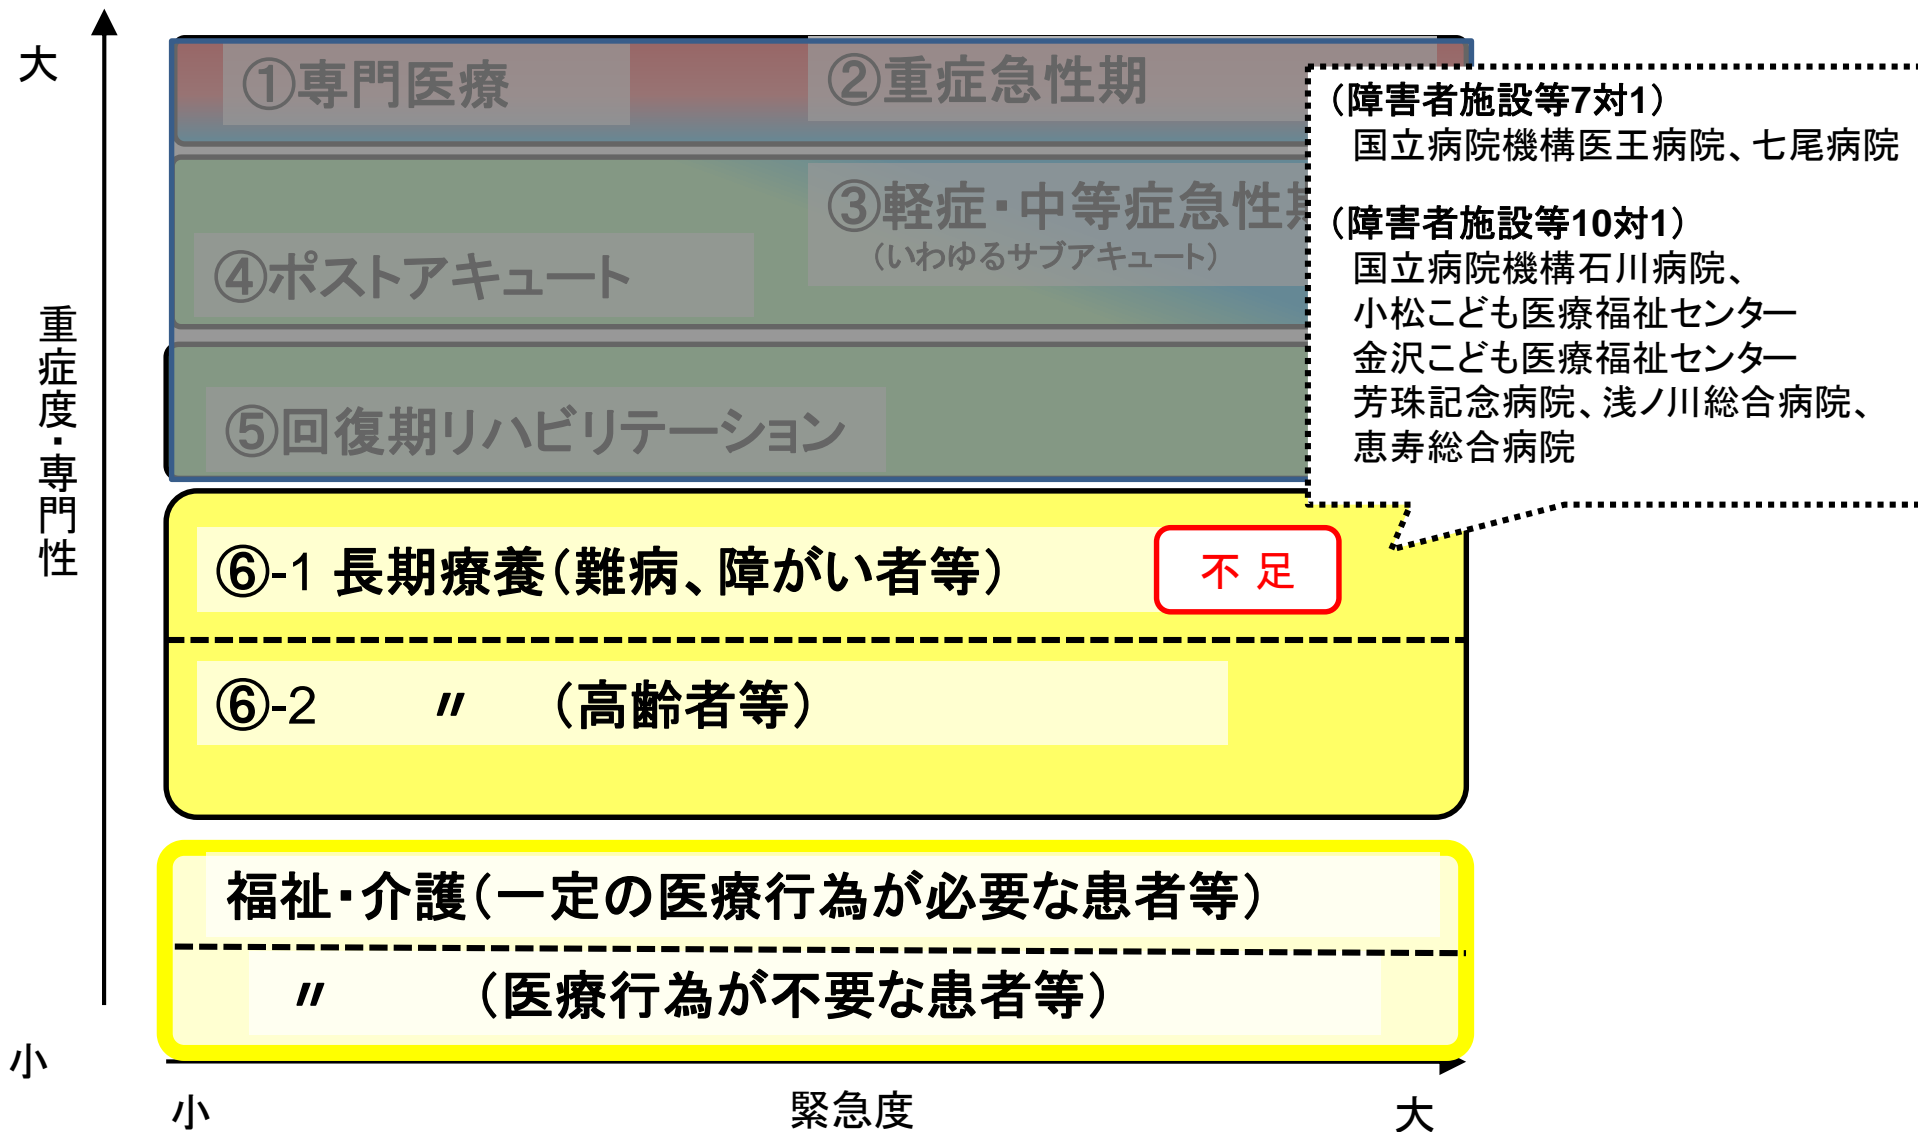 大
重症度・専門性
小
①専門医療
②重症急性期
③軽症・中等症急性期
(いわゆるサブアキュート)
④ポストアキュート
⑤回復期リハビリテーション
(障害者施設等7対1)
国立病院機構医王病院、七尾病院
(障害者施設等10対1)
国立病院機構石川病院、
小松こども医療福祉センター
金沢こども医療福祉センター
芳珠記念病院、浅ノ川総合病院、
恵寿総合病院
⑥-1 長期療養(難病、障がい者等)
不 足
⑥-2 〃 (高齢者等)
福祉・介護(一定の医療行為が必要な患者等)
〃 (医療行為が不要な患者等)
小
緊急度
大